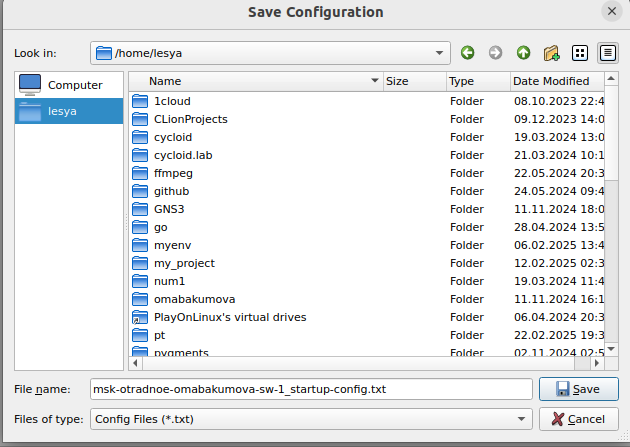 Save Configuration
Look in: /home/lesya
Computer
lesya
Name Size Type Date Modified
1cloud Folder 08.10.2023 22:4
CLionProjects Folder 09.12.2023 14:0
cycloid Folder 19.03.2024 13:0
cycloid.lab Folder 21.03.2024 10:1
ffmpeg Folder 22.05.2024 20:3
github Folder 24.05.2024 09:4
GNS3 Folder 11.11.2024 18:0
go Folder 28.04.2024 13:5
myenv Folder 06.02.2025 13:4
my_project Folder 12.02.2025 02:3
num1 Folder 19.03.2024 11:4
omabakumova Folder 11.11.2024 16:1
PlayOnLinux's virtual drives Folder 06.04.2024 20:3
pt Folder 22.02.2025 19:3
pygments Folder 02.11.2024 02:5
File name: msk-otradnoe-omabakumova-sw-1_startup-config.txt Save
Files of type: Config Files (*.txt) Cancel